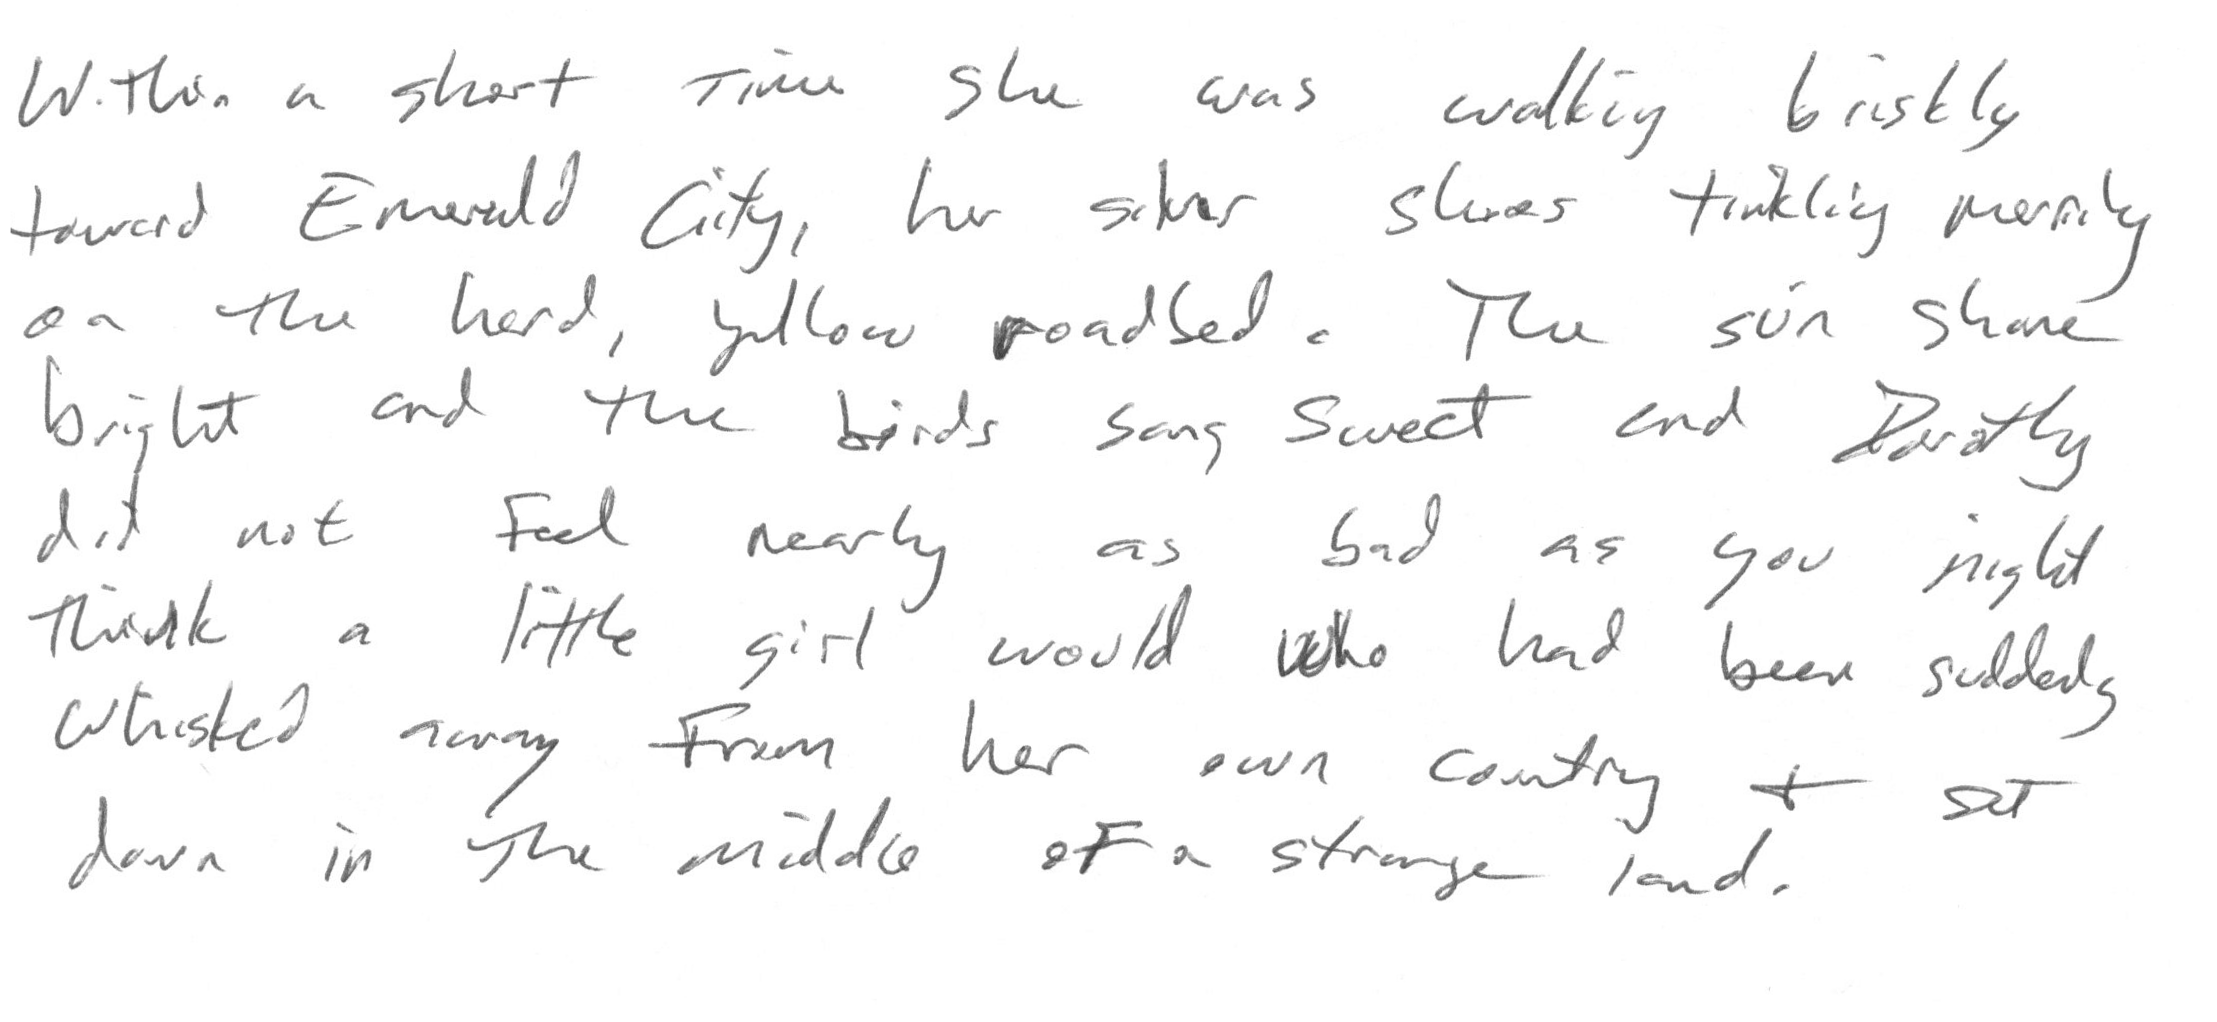 Within a short time she was walking briskly
toward Emerald City, her silver shoes tinkling merrily
on the hard, yellow roadbed. The sun shone
bright and the birds sang sweet and Dorothy
did not feel nearly as bad as you might
think a little girl would who had been suddenly
whisked away from her own country + set
down in the middle of a strange land.